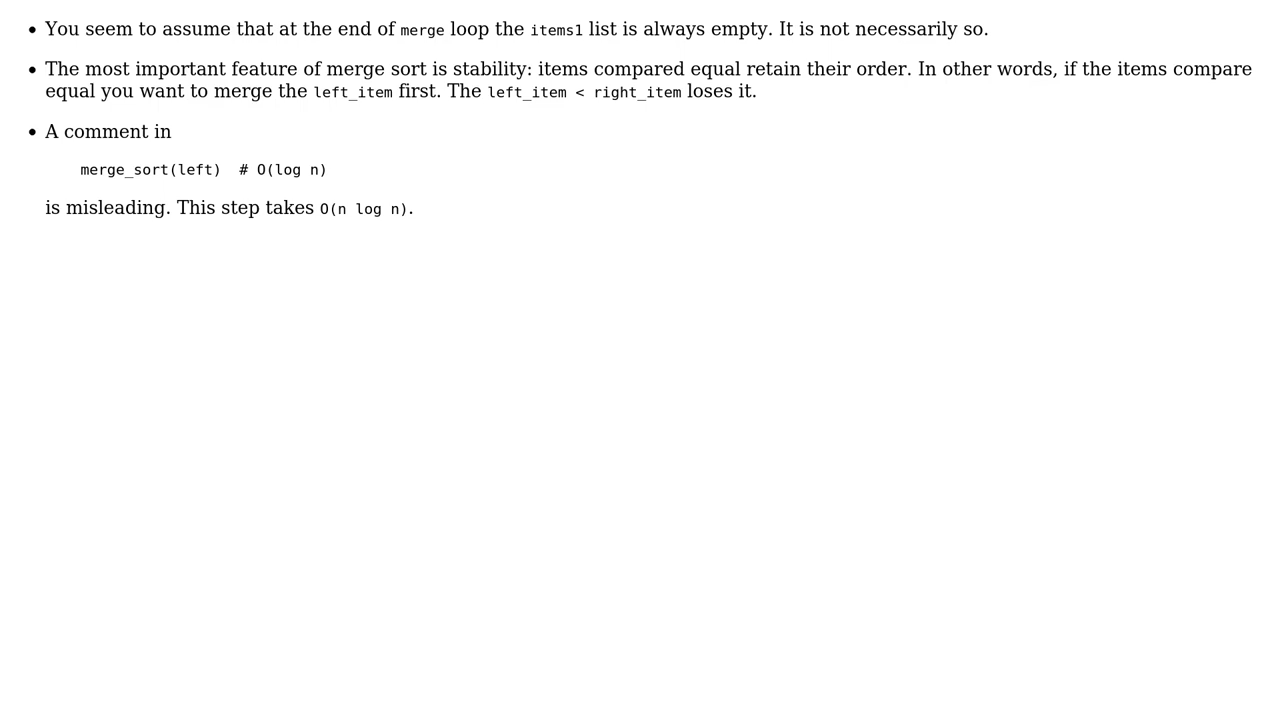 • You seem to assume that at the end of merge loop the items1 list is always empty. It is not necessarily so.
• The most important feature of merge sort is stability: items compared equal retain their order. In other words, if the items compare
equal you want to merge the left_item first. The left_item < right_item loses it.
• A comment in
merge_sort(left)  # O(log n)
is misleading. This step takes O(n log n).